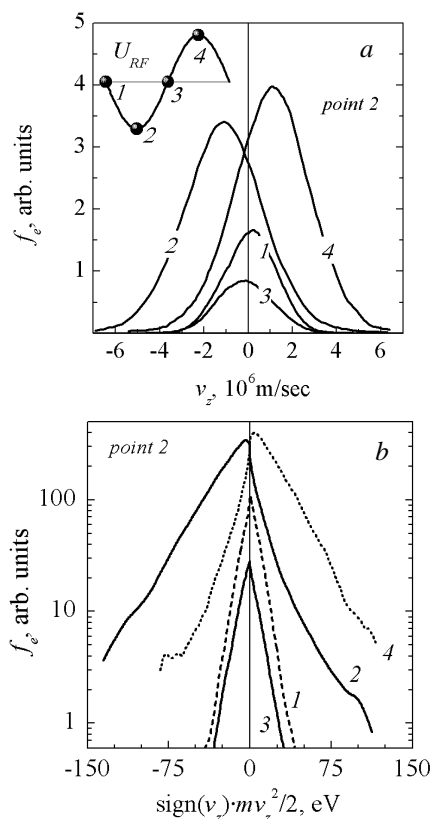 5
4
3
2
1
f_e, arb. units
U_RF
1
2
3
4
a
point 2
2
1
3
4
-6 -4 -2 0 2 4 6
v_z, 10^6 m/sec
point 2
b
100
10
1
f_e, arb. units
4
2
1
3
-150 -75 0 75 150
sign(v_z)·mv_z^2/2, eV